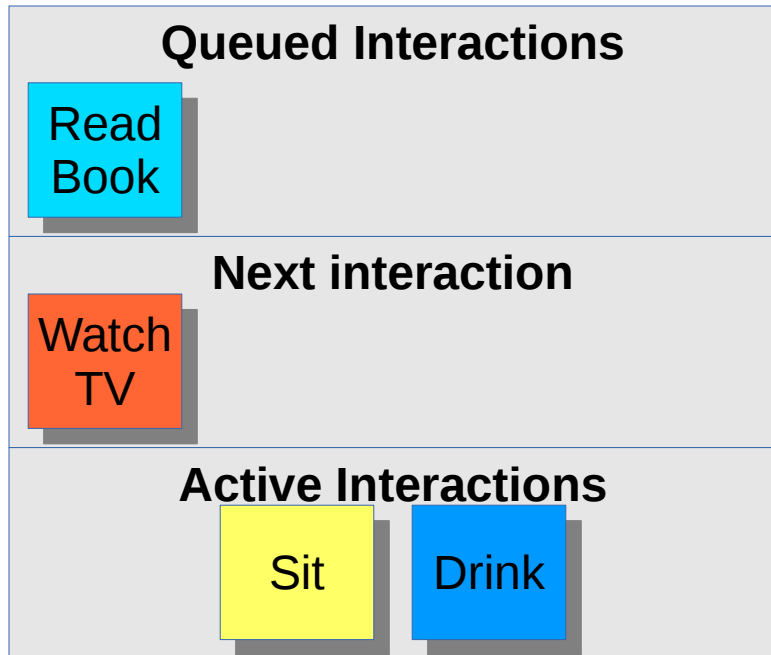 Queued Interactions
Read
Book
Next interaction
Watch
TV
Active Interactions
Sit
Drink